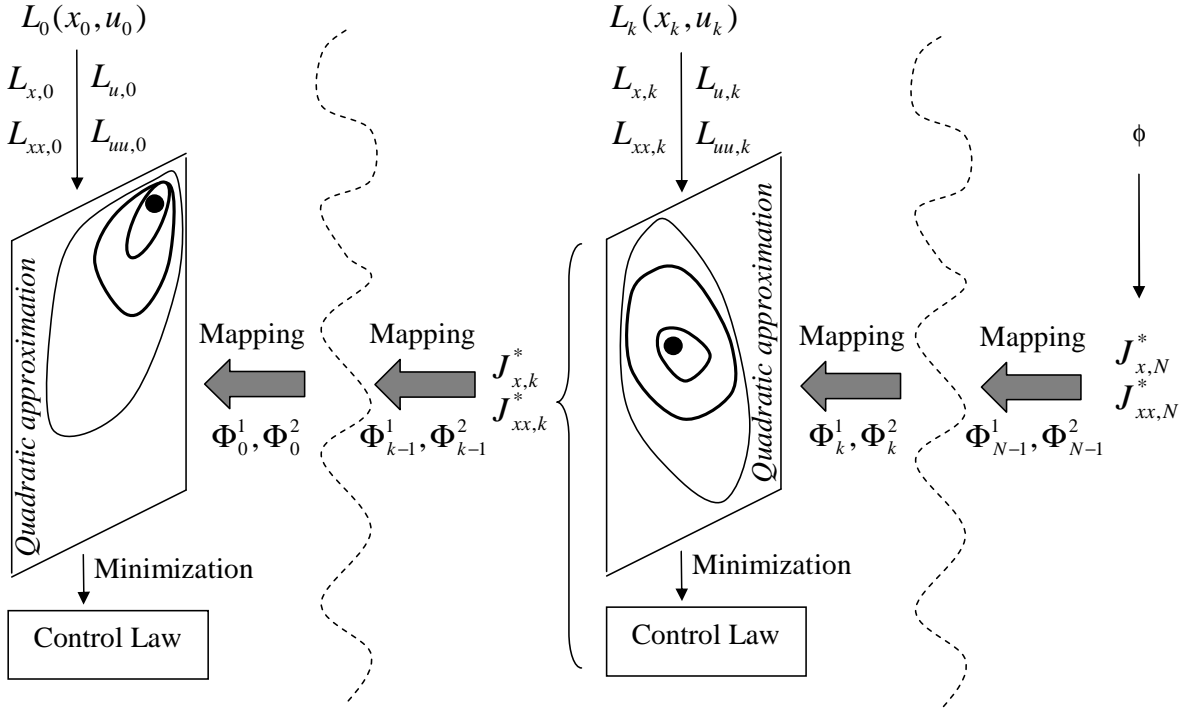 L_0(x_0, u_0)
L_{x,0} L_{u,0}
L_{xx,0} L_{uu,0}
Quadratic approximation
Minimization
Control Law
Mapping
Φ_0^1, Φ_0^2
Mapping
Φ_{k-1}^1, Φ_{k-1}^2
J_{x,k}^*
J_{xx,k}^*
L_k(x_k, u_k)
L_{x,k} L_{u,k}
L_{xx,k} L_{uu,k}
Quadratic approximation
Minimization
Control Law
Mapping
Φ_k^1, Φ_k^2
Mapping
Φ_{N-1}^1, Φ_{N-1}^2
ϕ
J_{x,N}^*
J_{xx,N}^*